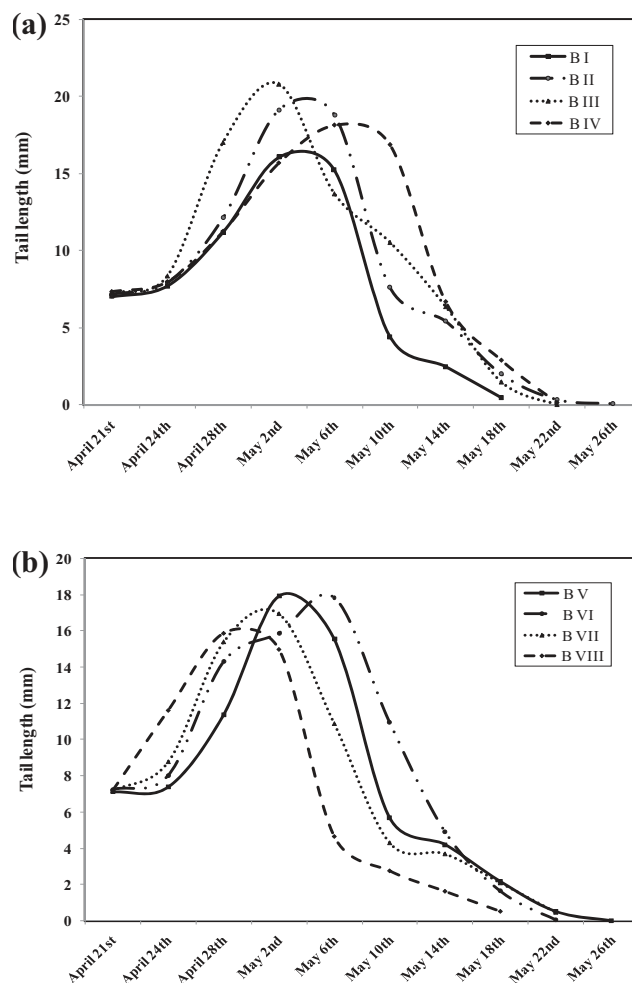 (a)
25
20
15
10
5
0
Tail length (mm)
B I
B II
B III
B IV
April 21st
April 24th
April 28th
May 2nd
May 6th
May 10th
May 14th
May 18th
May 22nd
May 26th
(b)
20
18
16
14
12
10
8
6
4
2
0
Tail length (mm)
B V
B VI
B VII
B VIII
April 21st
April 24th
April 28th
May 2nd
May 6th
May 10th
May 14th
May 18th
May 22nd
May 26th